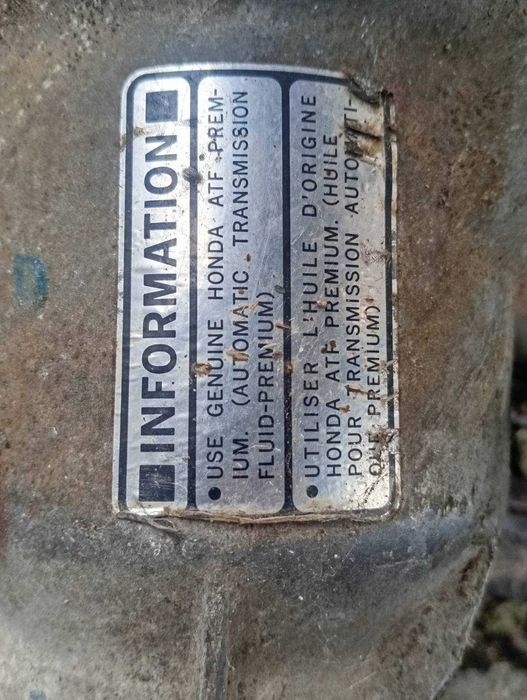 INFORMATION
• USE GENUINE HONDA ATF PREM-
IUM. (AUTOMATIC TRANSMISSION
FLUID-PREMIUM)
• UTILISER L'HUILE D'ORIGINE
HONDA ATF PREMIUM. (HUILE
POUR TRANSMISSION AUTOMATI-
QUE PREMIUM)